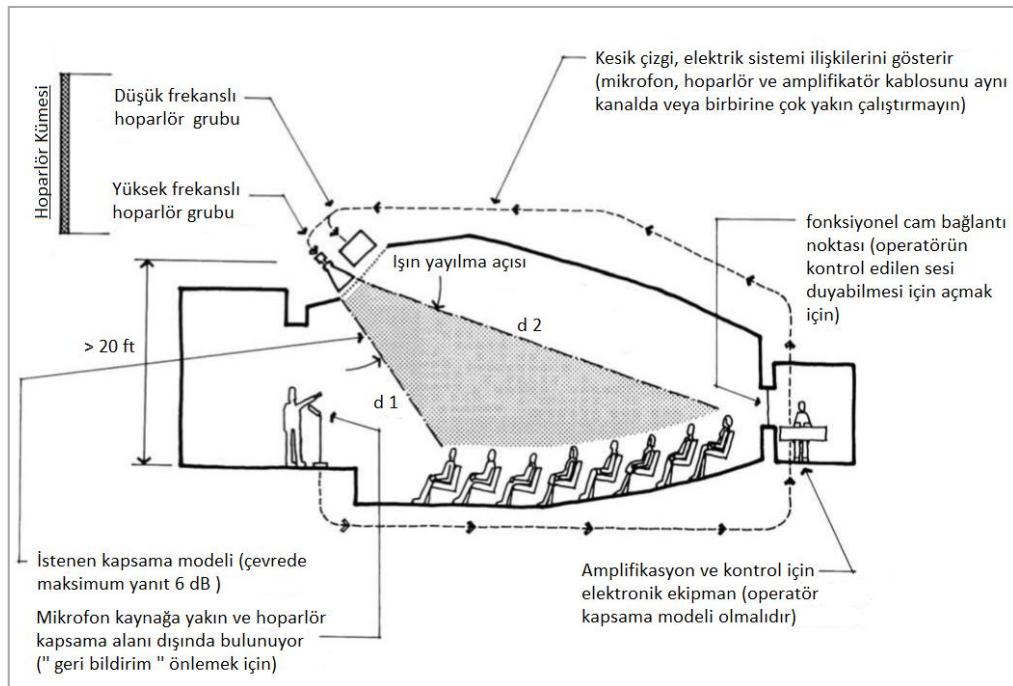 Kesik çizgi, elektrik sistemi ilişkilerini gösterir
(mikrofon, hoparlör ve amplifikatör kablosunu aynı
kanalda veya birbirine çok yakın çalıştırmayın)
Hoparlör Kümesi
Düşük frekanslı
hoparlör grubu
Yüksek frekanslı
hoparlör grubu
fonksiyonel cam bağlantı
noktası (operatörün
kontrol edilen sesi
duyabilmesi için açmak
için)
Işın yayılma açısı
d 2
> 20 ft
d 1
İstenen kapsama modeli (çevrede
maksimum yanıt 6 dB )
Mikrofon kaynağa yakın ve hoparlör
kapsama alanı dışında bulunuyor
(" geri bildirim " önlemek için)
Amplifikasyon ve kontrol için
elektronik ekipman (operatör
kapsama modeli olmalıdır)